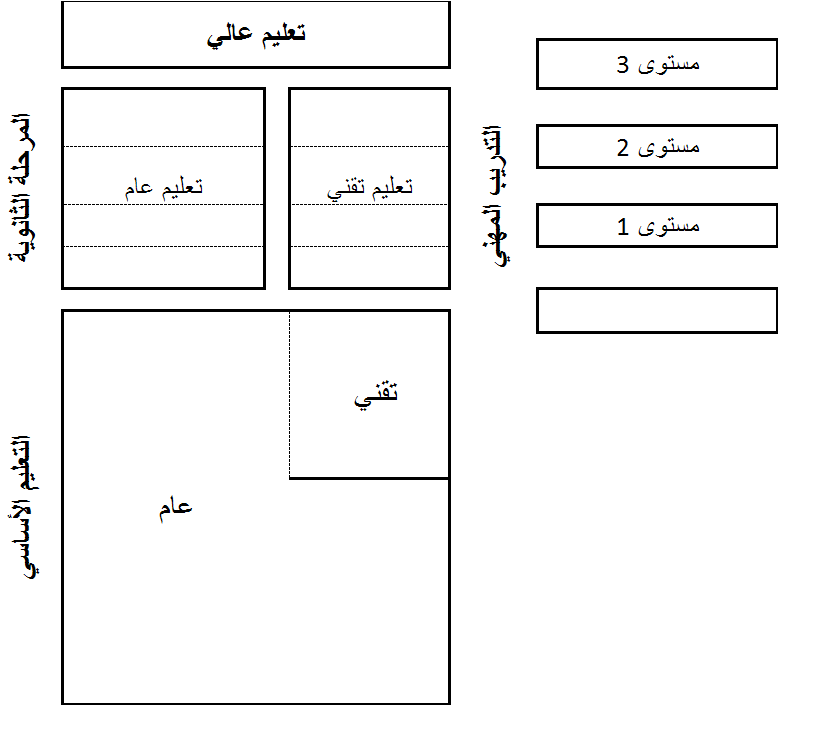 تعليم عالي
مستوى 3
المرحلة الثانوية
تعليم عام
تعليم تقني
التدريب المهني
مستوى 2
مستوى 1
التعليم الأساسي
تقني
عام